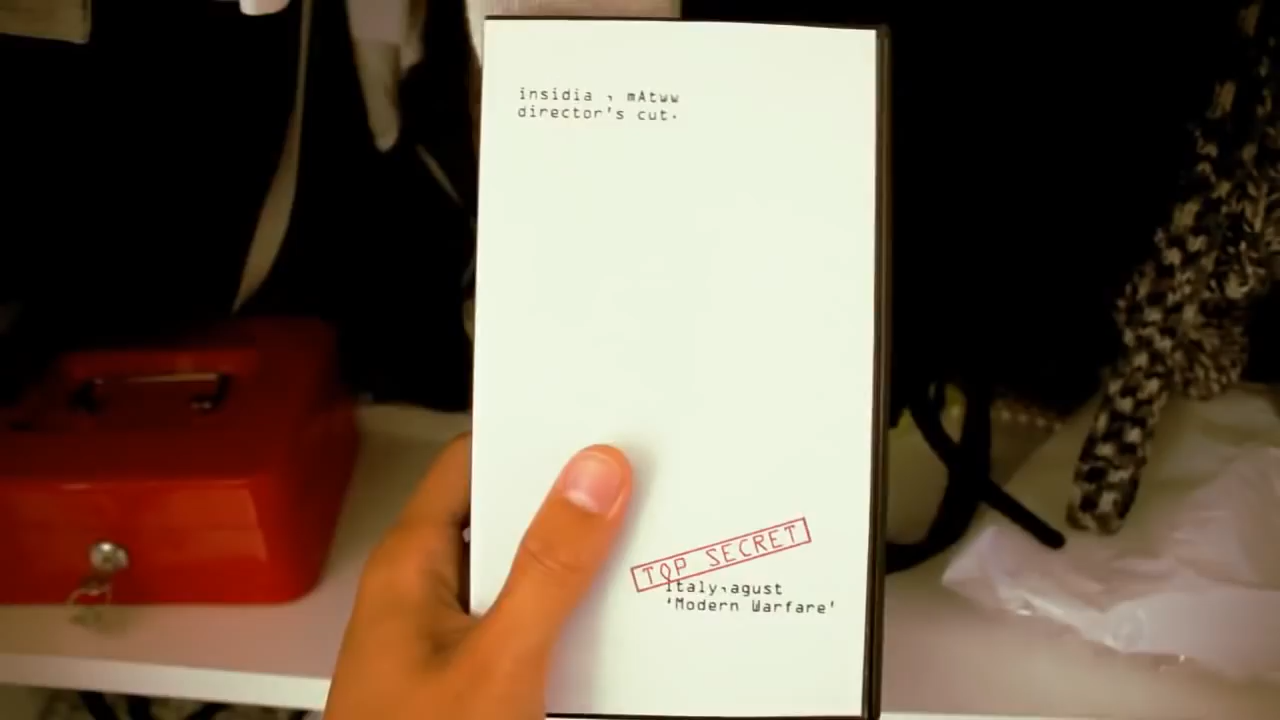 insidia , mAtww
director's cut.
TOP SECRET
Italy,agust
'Modern Warfare'